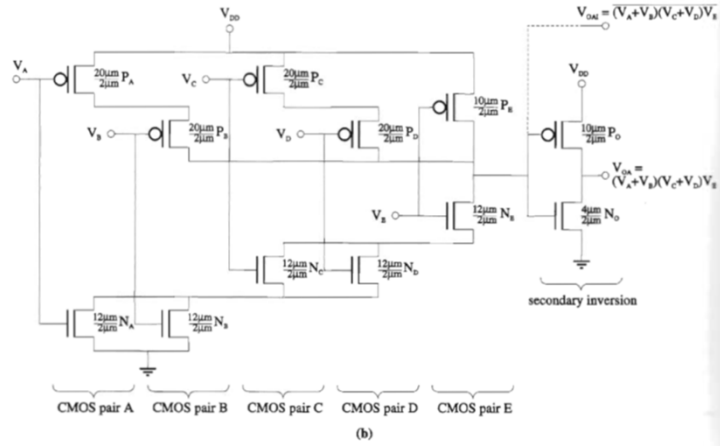 V_DD
V_OAI = (V_A+V_B)(V_C+V_D)V_E
V_A
20μm/2μm P_A
V_C
20μm/2μm P_C
V_DD
10μm/2μm P_E
V_B
20μm/2μm P_B
V_D
20μm/2μm P_D
10μm/2μm P_O
V_OA =
(V_A+V_B)(V_C+V_D)V_E
V_E
12μm/2μm N_E
4μm/2μm N_O
12μm/2μm N_C
12μm/2μm N_D
secondary inversion
12μm/2μm N_A
12μm/2μm N_B
CMOS pair A CMOS pair B CMOS pair C CMOS pair D CMOS pair E
(b)